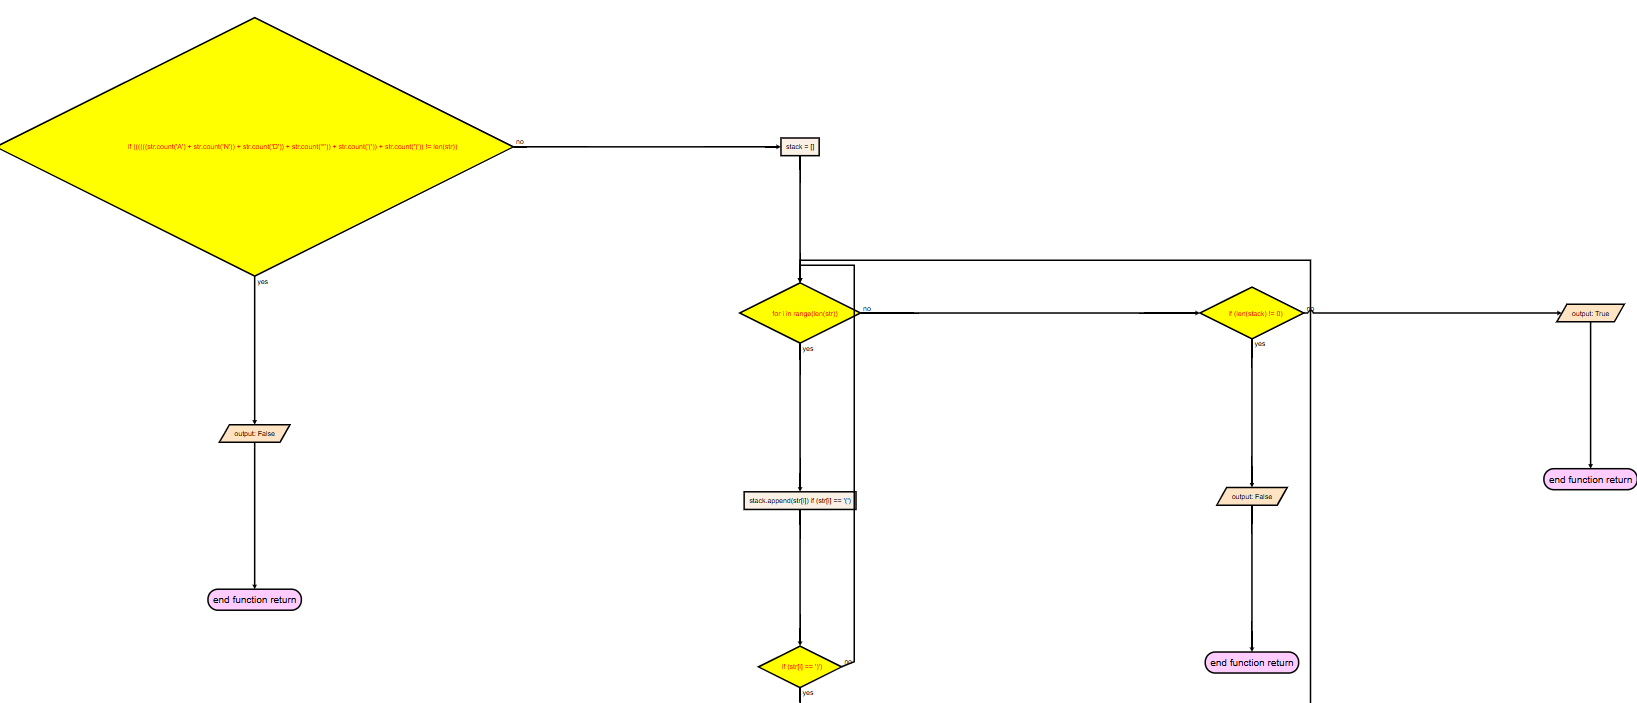 if ((((((str.count('A') + str.count('N')) + str.count('D')) + str.count('*')) + str.count('(')) + str.count(')')) != len(str))
no
stack = []
yes
for i in range(len(str))
no
if (len(stack) != 0)
no
output: True
yes
yes
output: False
end function return
stack.append(str[i]) if (str[i] == '(')
output: False
end function return
if (str[i] == ')')
no
end function return
yes